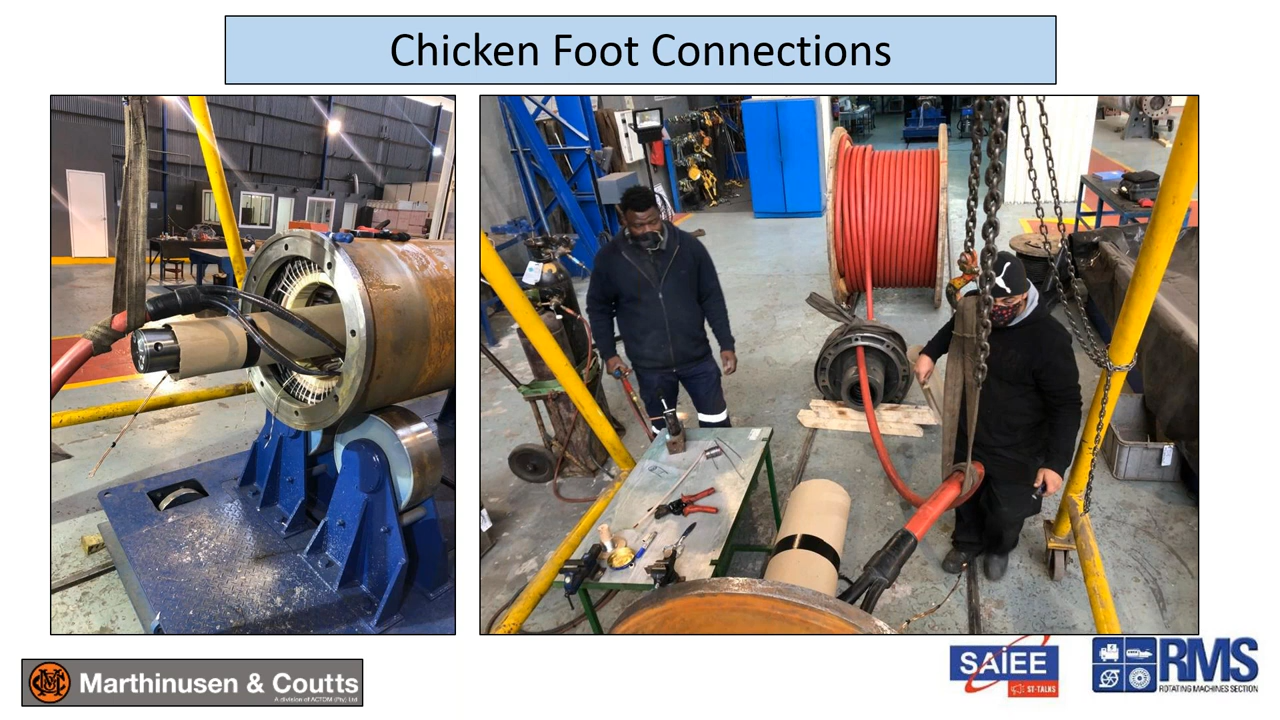 Chicken Foot Connections
Marthinusen & Coutts
A division of ACTOM (Pty) Ltd
SAIEE
ST-TALKS
RMS
ROTATING MACHINES SECTION